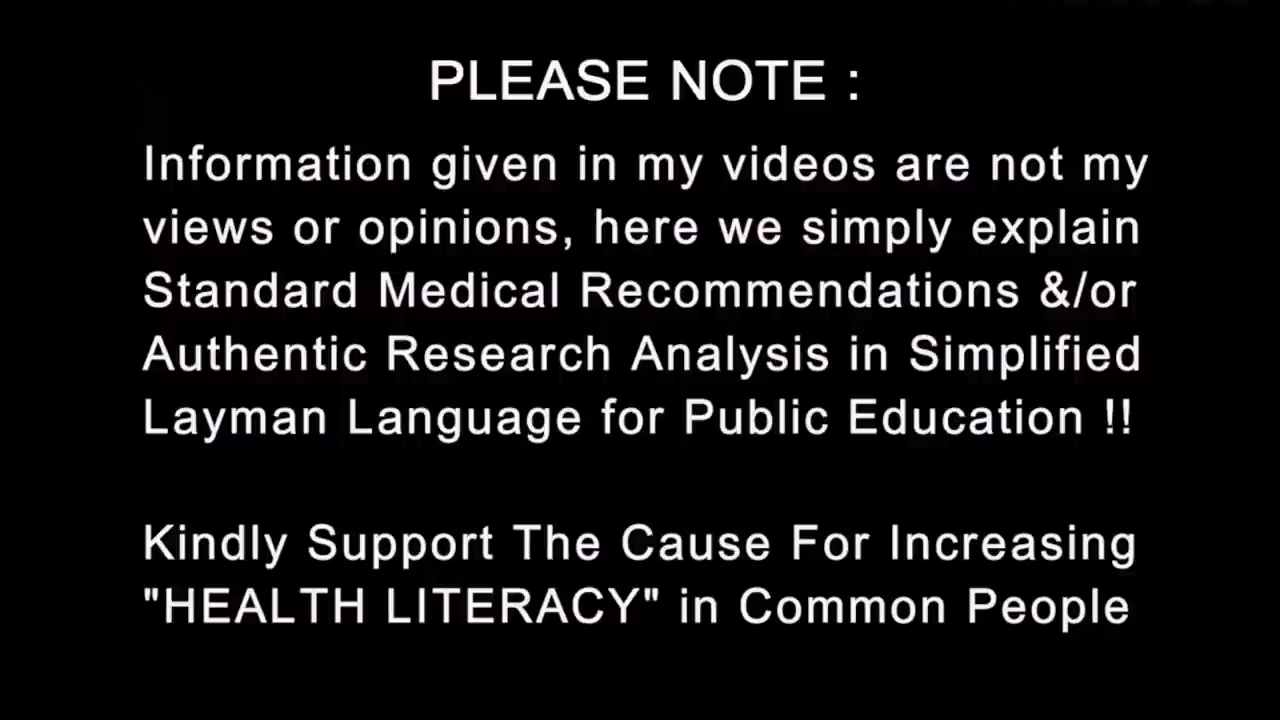 PLEASE NOTE :
Information given in my videos are not my
views or opinions, here we simply explain
Standard Medical Recommendations &/or
Authentic Research Analysis in Simplified
Layman Language for Public Education !!
Kindly Support The Cause For Increasing
"HEALTH LITERACY" in Common People